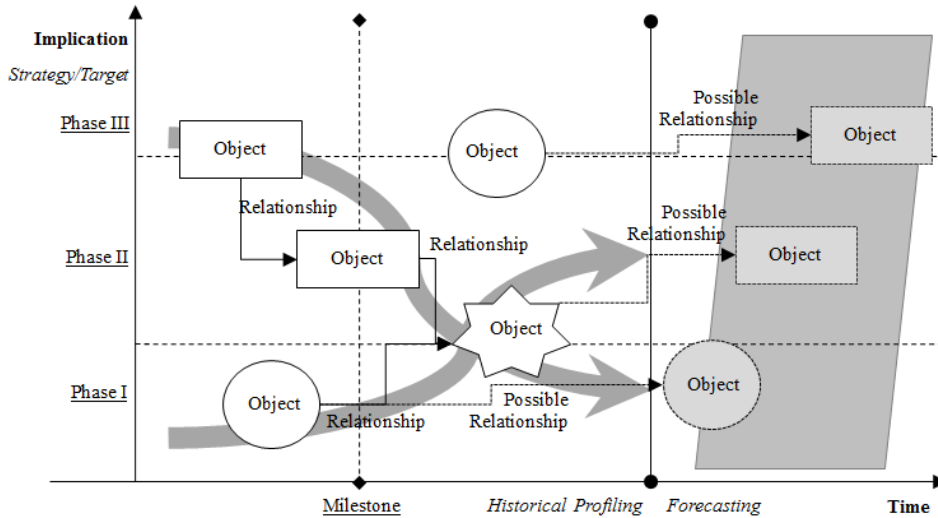 Implication
Strategy/Target
Phase III
Object
Object
Possible
Relationship
Object
Relationship
Phase II
Object
Relationship
Possible
Relationship
Object
Object
Phase I
Object
Relationship
Possible
Relationship
Object
Milestone
Historical Profiling
Forecasting
Time